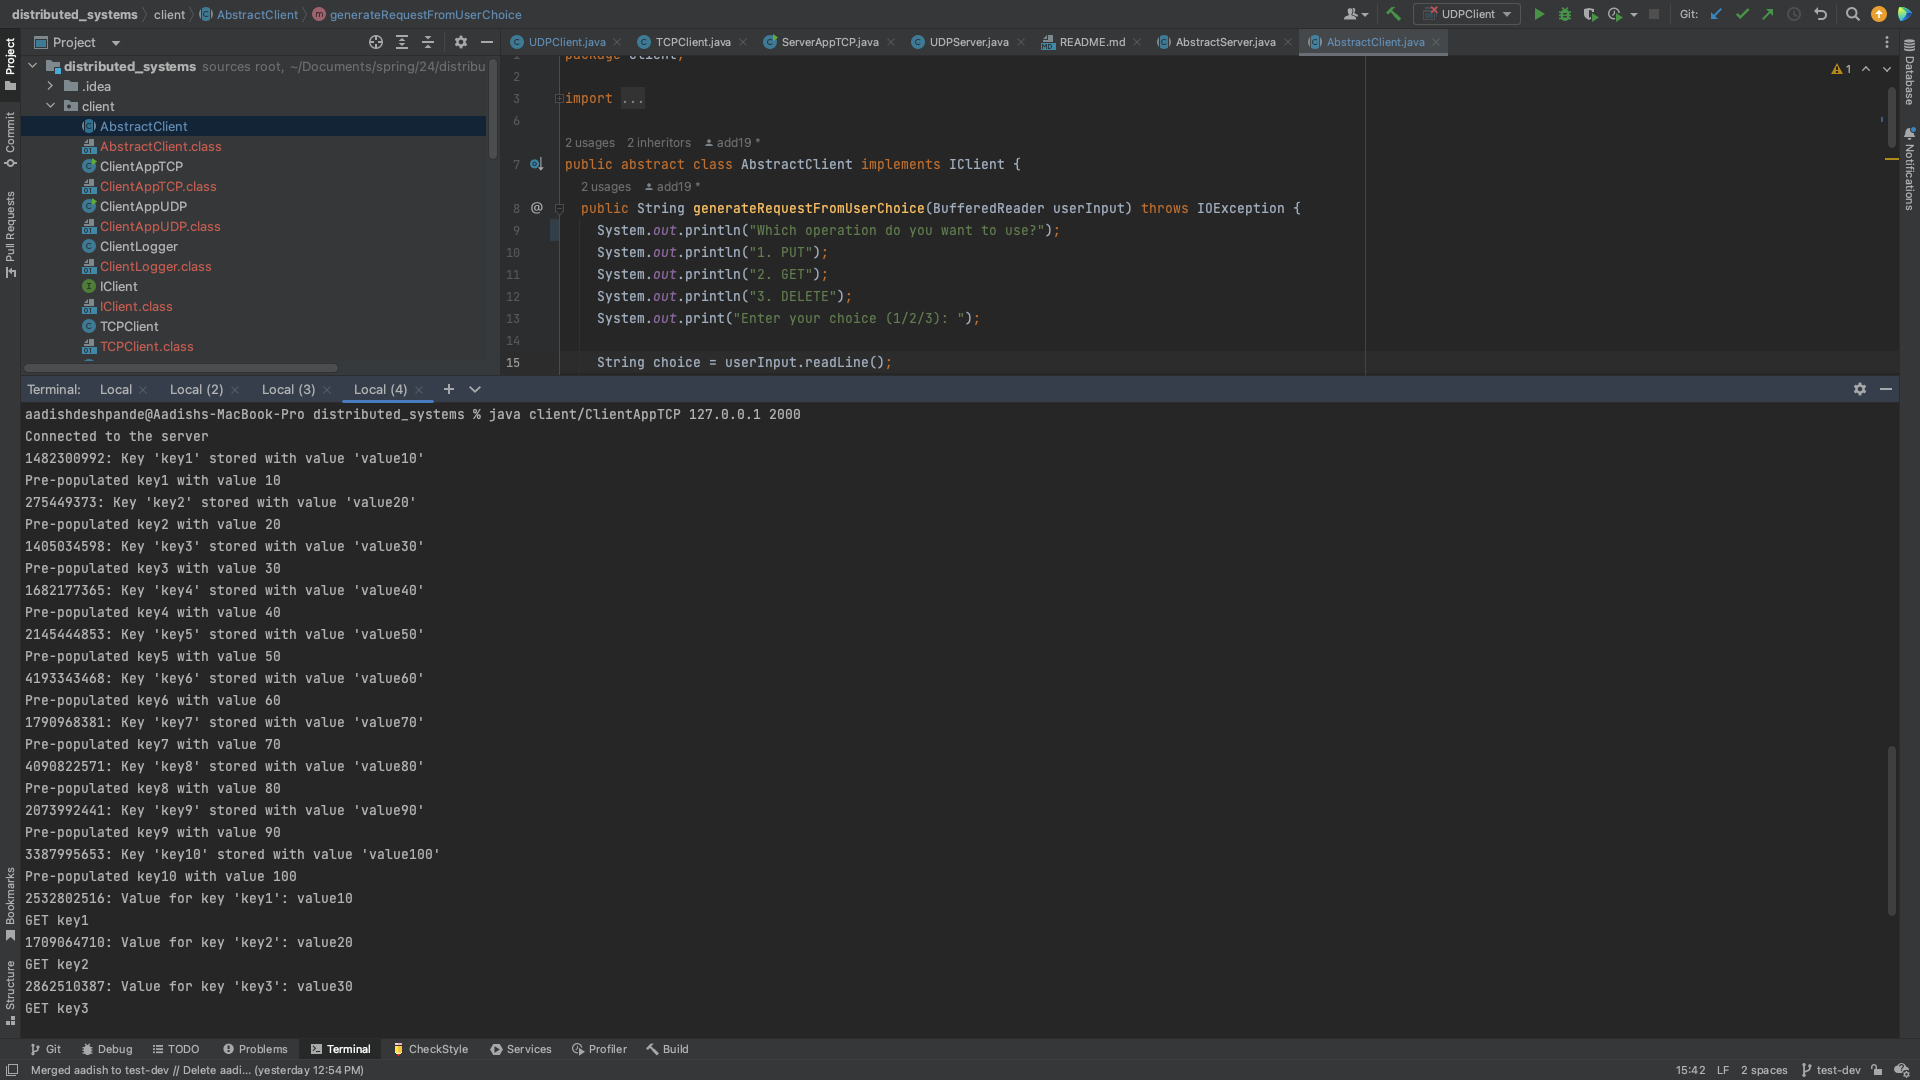 distributed_systems client AbstractClient generateRequestFromUserChoice UDPClient Git:
Project UDPClient.java TCPClient.java ServerAppTCP.java UDPServer.java README.md AbstractServer.java AbstractClient.java
distributed_systems sources root, ~/Documents/spring/24/distribu
.idea
client
AbstractClient
AbstractClient.class
ClientAppTCP
ClientAppTCP.class
ClientAppUDP
ClientAppUDP.class
ClientLogger
ClientLogger.class
IClient
IClient.class
TCPClient
TCPClient.class
Project
Commit
Pull Requests
Bookmarks
Structure
Database
Notifications
1
1 package client;
2
3 import ...
6
2 usages 2 inheritors add19 *
7 public abstract class AbstractClient implements IClient {
2 usages add19 *
8 @ public String generateRequestFromUserChoice(BufferedReader userInput) throws IOException {
9 System.out.println("Which operation do you want to use?");
10 System.out.println("1. PUT");
11 System.out.println("2. GET");
12 System.out.println("3. DELETE");
13 System.out.print("Enter your choice (1/2/3): ");
14
15 String choice = userInput.readLine();
Terminal: Local Local (2) Local (3) Local (4)
aadishdeshpande@Aadishs-MacBook-Pro distributed_systems % java client/ClientAppTCP 127.0.0.1 2000
Connected to the server
1482300992: Key 'key1' stored with value 'value10'
Pre-populated key1 with value 10
275449373: Key 'key2' stored with value 'value20'
Pre-populated key2 with value 20
1405034598: Key 'key3' stored with value 'value30'
Pre-populated key3 with value 30
1682177365: Key 'key4' stored with value 'value40'
Pre-populated key4 with value 40
2145444853: Key 'key5' stored with value 'value50'
Pre-populated key5 with value 50
4193343468: Key 'key6' stored with value 'value60'
Pre-populated key6 with value 60
1790968381: Key 'key7' stored with value 'value70'
Pre-populated key7 with value 70
4090822571: Key 'key8' stored with value 'value80'
Pre-populated key8 with value 80
2073992441: Key 'key9' stored with value 'value90'
Pre-populated key9 with value 90
3387995653: Key 'key10' stored with value 'value100'
Pre-populated key10 with value 100
2532802516: Value for key 'key1': value10
GET key1
1709064710: Value for key 'key2': value20
GET key2
2862510387: Value for key 'key3': value30
GET key3
Git Debug TODO Problems Terminal CheckStyle Services Profiler Build
Merged aadish to test-dev // Delete aadi... (yesterday 12:54 PM) 15:42 LF 2 spaces test-dev